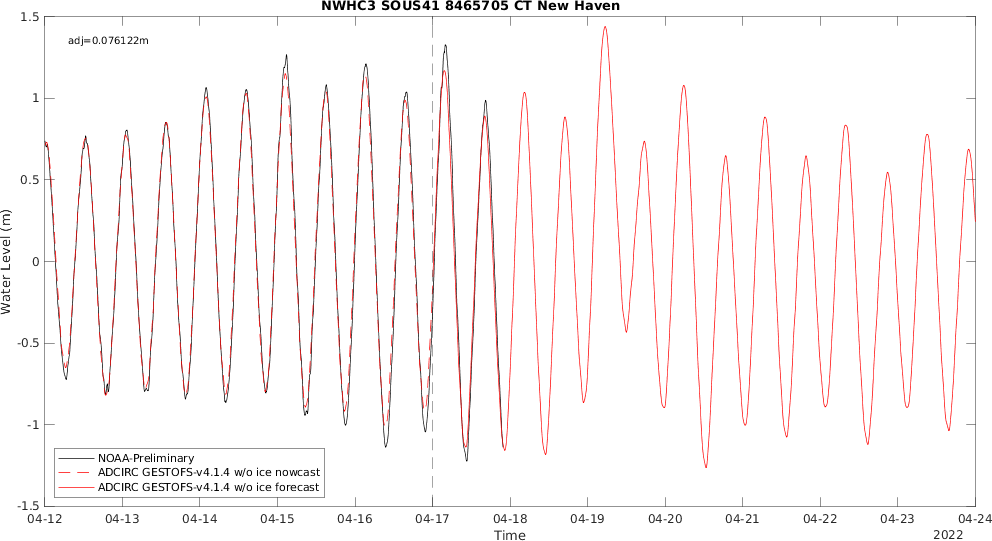 NWHC3 SOUS41 8465705 CT New Haven
adj=0.076122m
1.5
1
0.5
0
-0.5
-1
-1.5
Water Level (m)
NOAA-Preliminary
ADCIRC GESTOFS-v4.1.4 w/o ice nowcast
ADCIRC GESTOFS-v4.1.4 w/o ice forecast
04-12 04-13 04-14 04-15 04-16 04-17 04-18 04-19 04-20 04-21 04-22 04-23 04-24
Time
2022